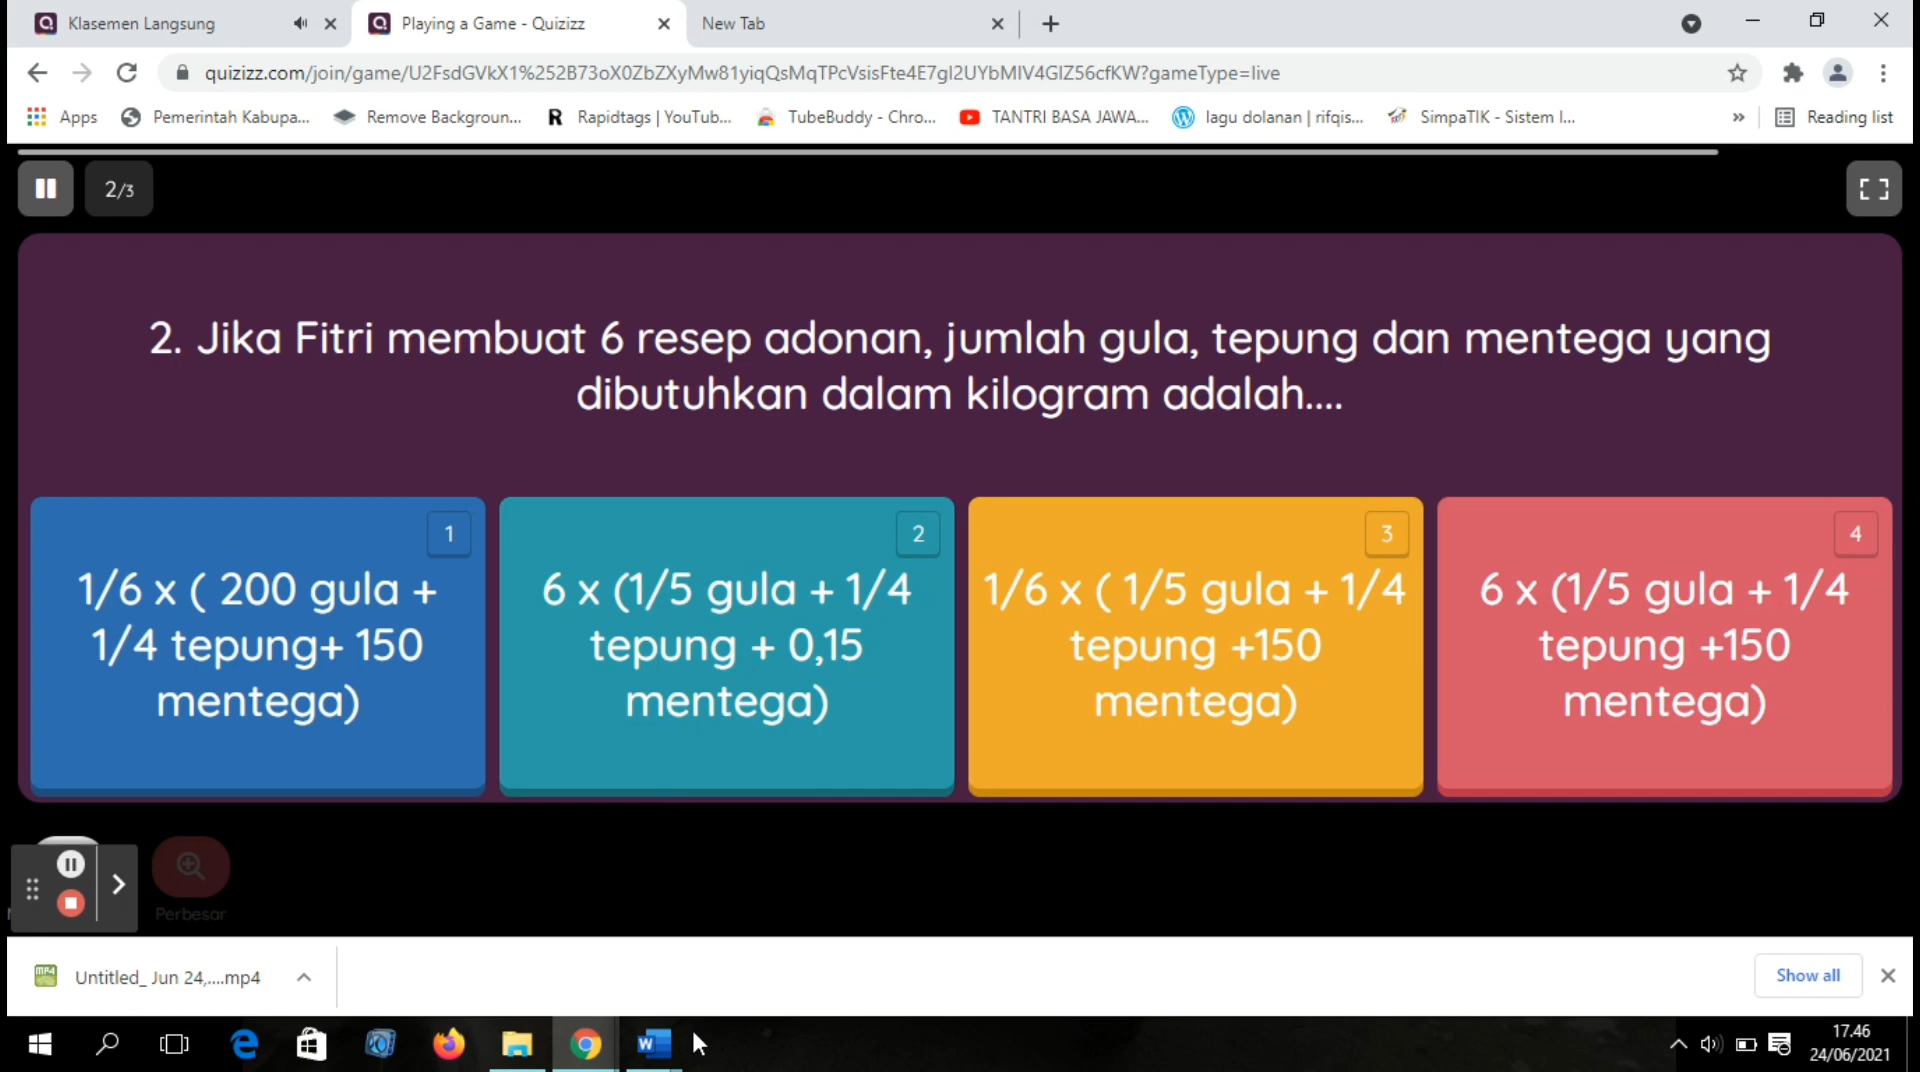 Klasemen Langsung
Playing a Game - Quizizz
New Tab
quizizz.com/join/game/U2FsdGVkX1%252B73oX0ZbZXyMw81yiqQsMqTPcVsisFte4E7gI2UYbMIV4GIZ56cfKW?gameType=live
Apps
Pemerintah Kabupa...
Remove Backgroun...
R Rapidtags | YouTub...
TubeBuddy - Chro...
TANTRI BASA JAWA...
lagu dolanan | rifqis...
SimpaTIK - Sistem I...
»
Reading list
2/3
2. Jika Fitri membuat 6 resep adonan, jumlah gula, tepung dan mentega yang
dibutuhkan dalam kilogram adalah....
1
1/6 x ( 200 gula +
1/4 tepung+ 150
mentega)
2
6 x (1/5 gula + 1/4
tepung + 0,15
mentega)
3
1/6 x ( 1/5 gula + 1/4
tepung +150
mentega)
4
6 x (1/5 gula + 1/4
tepung +150
mentega)
Perbesar
Untitled_ Jun 24,....mp4
Show all
17.46
24/06/2021